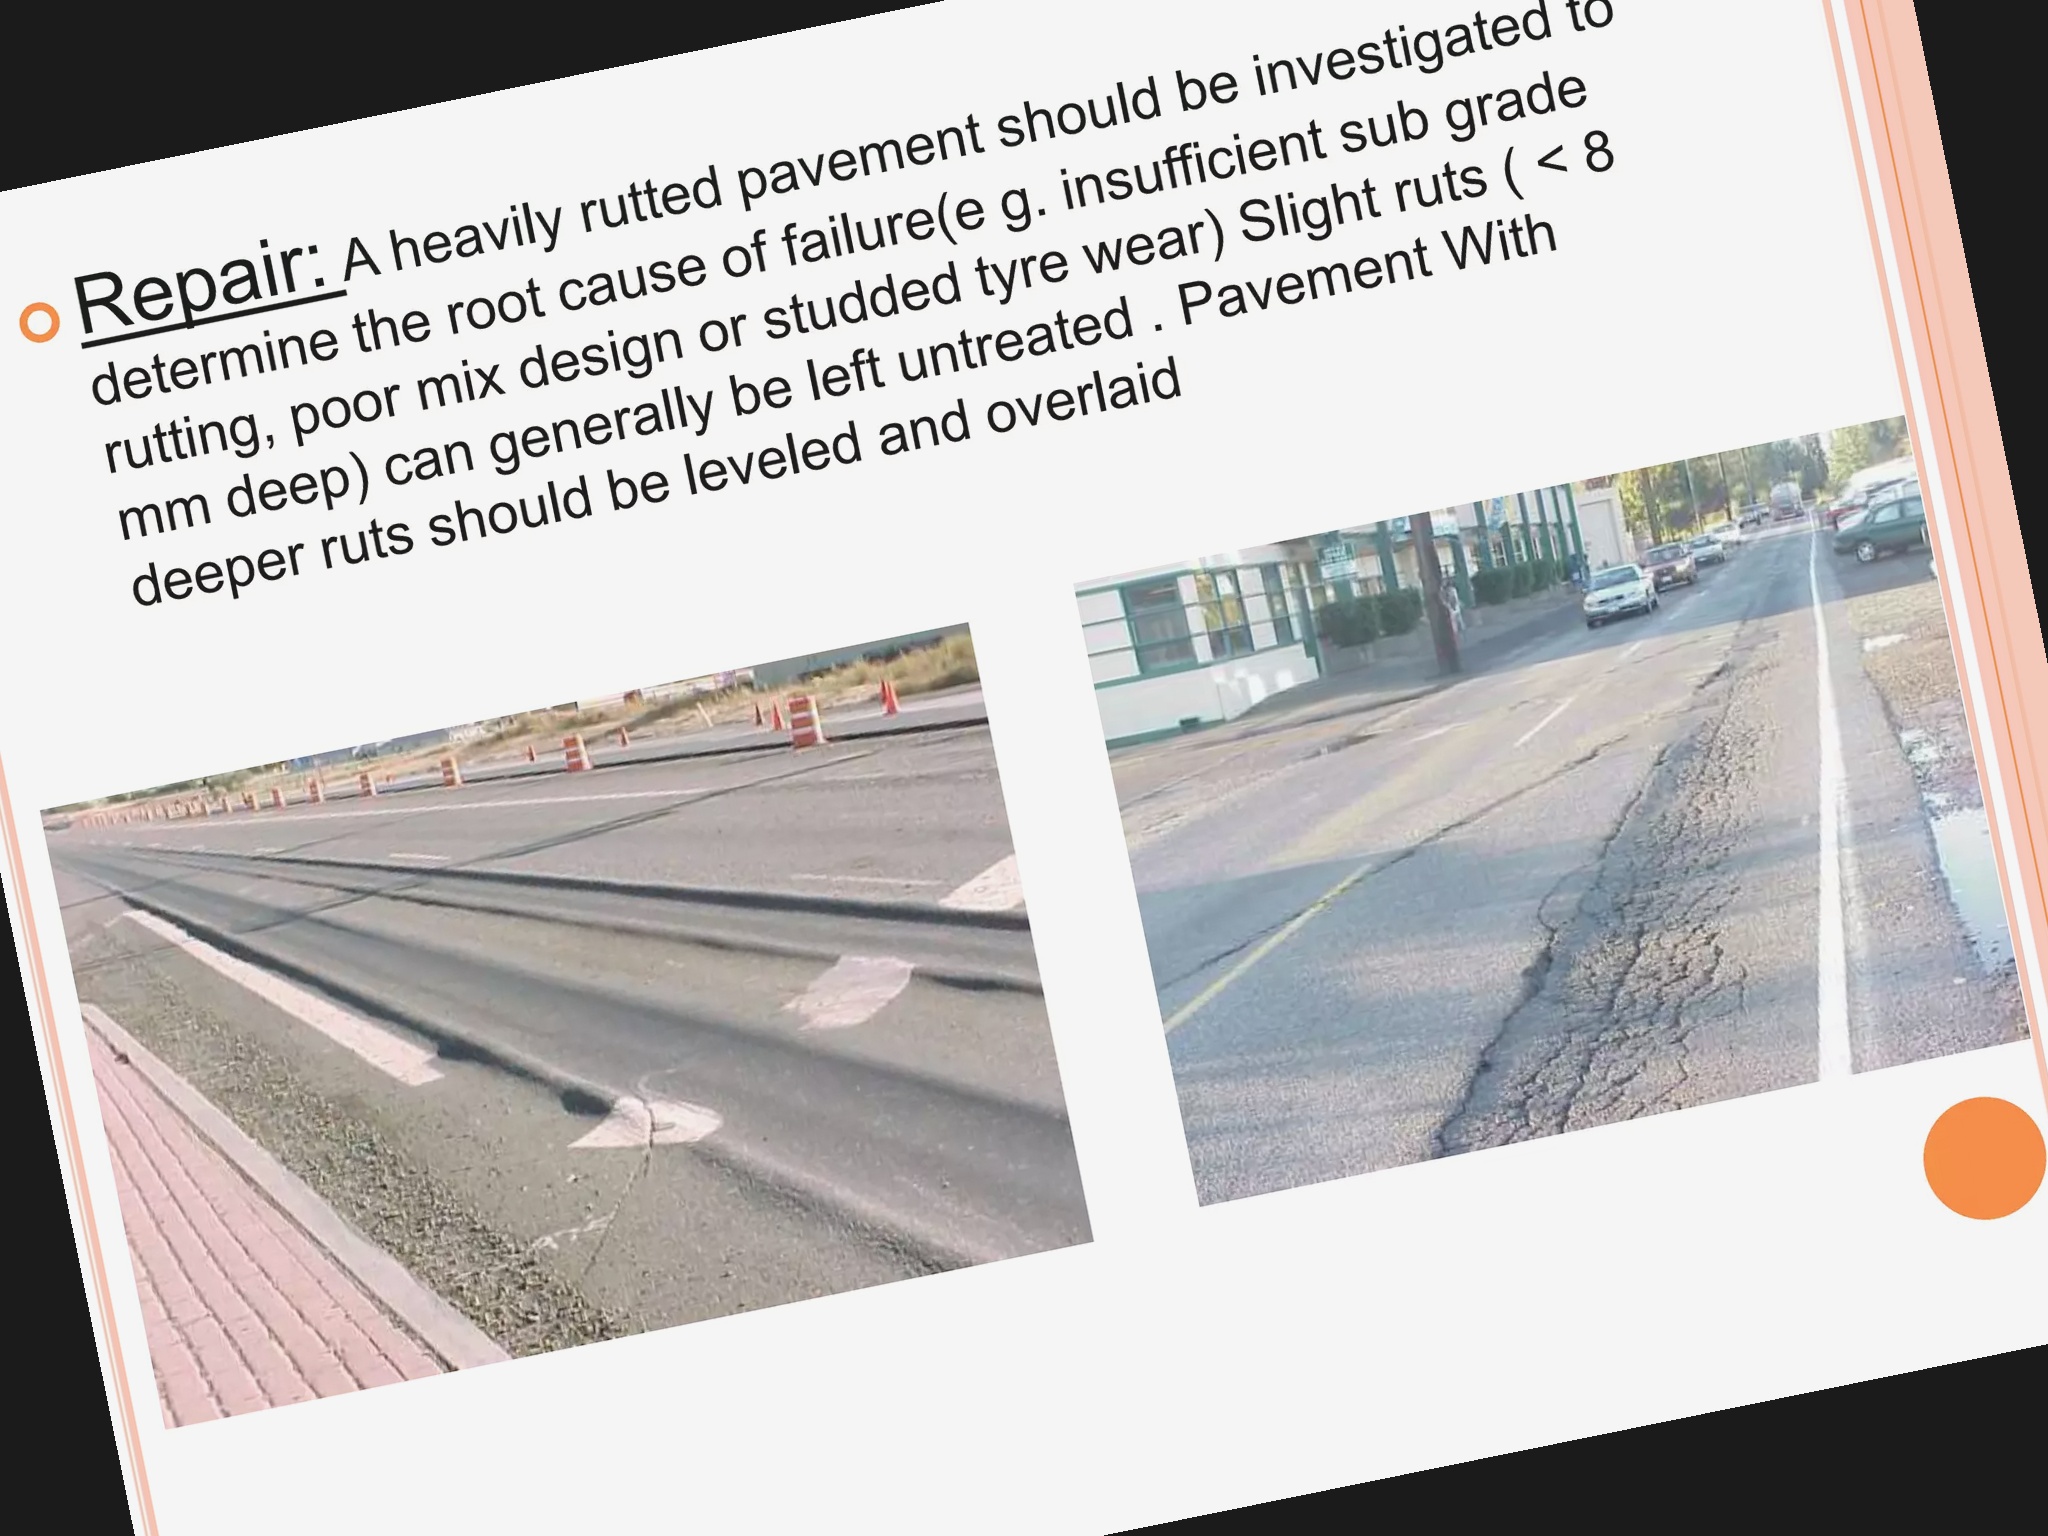 Repair: A heavily rutted pavement should be investigated to
determine the root cause of failure(e g. insufficient sub grade
rutting, poor mix design or studded tyre wear) Slight ruts ( < 8
mm deep) can generally be left untreated . Pavement With
deeper ruts should be leveled and overlaid